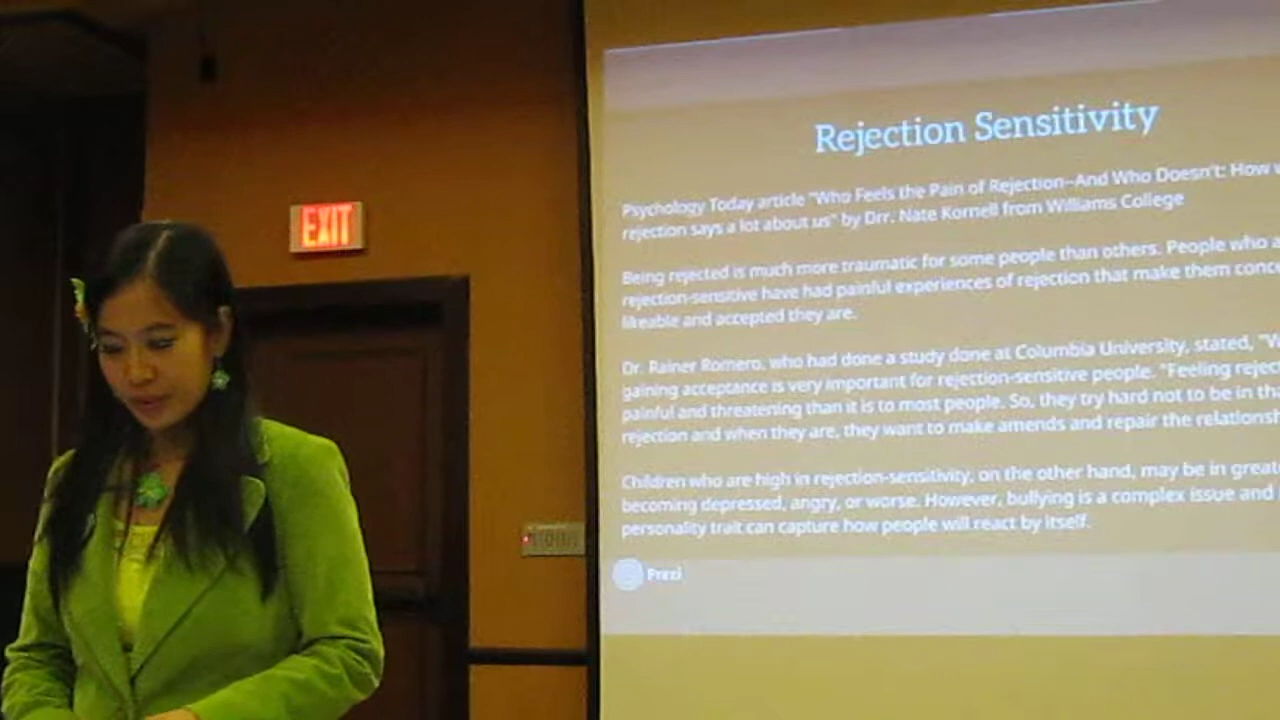 EXIT
Rejection Sensitivity
Psychology Today article "Who Feels the Pain of Rejection--And Who Doesn't: How
rejection says a lot about us" by Drr. Nate Kornell from Williams College
Being rejected is much more traumatic for some people than others. People who
rejection-sensitive have had painful experiences of rejection that make them
likeable and accepted they are.
Dr. Rainer Romero, who had done a study done at Columbia University, stated,
gaining acceptance is very important for rejection-sensitive people. "Feeling
painful and threatening than it is to most people. So, they try hard not to be in
rejection and when they are, they want to make amends and repair the
Children who are high in rejection-sensitivity, on the other hand, may be in
becoming depressed, angry, or worse. However, bullying is a complex issue and
personality trait can capture how people will react by itself.
Prezi